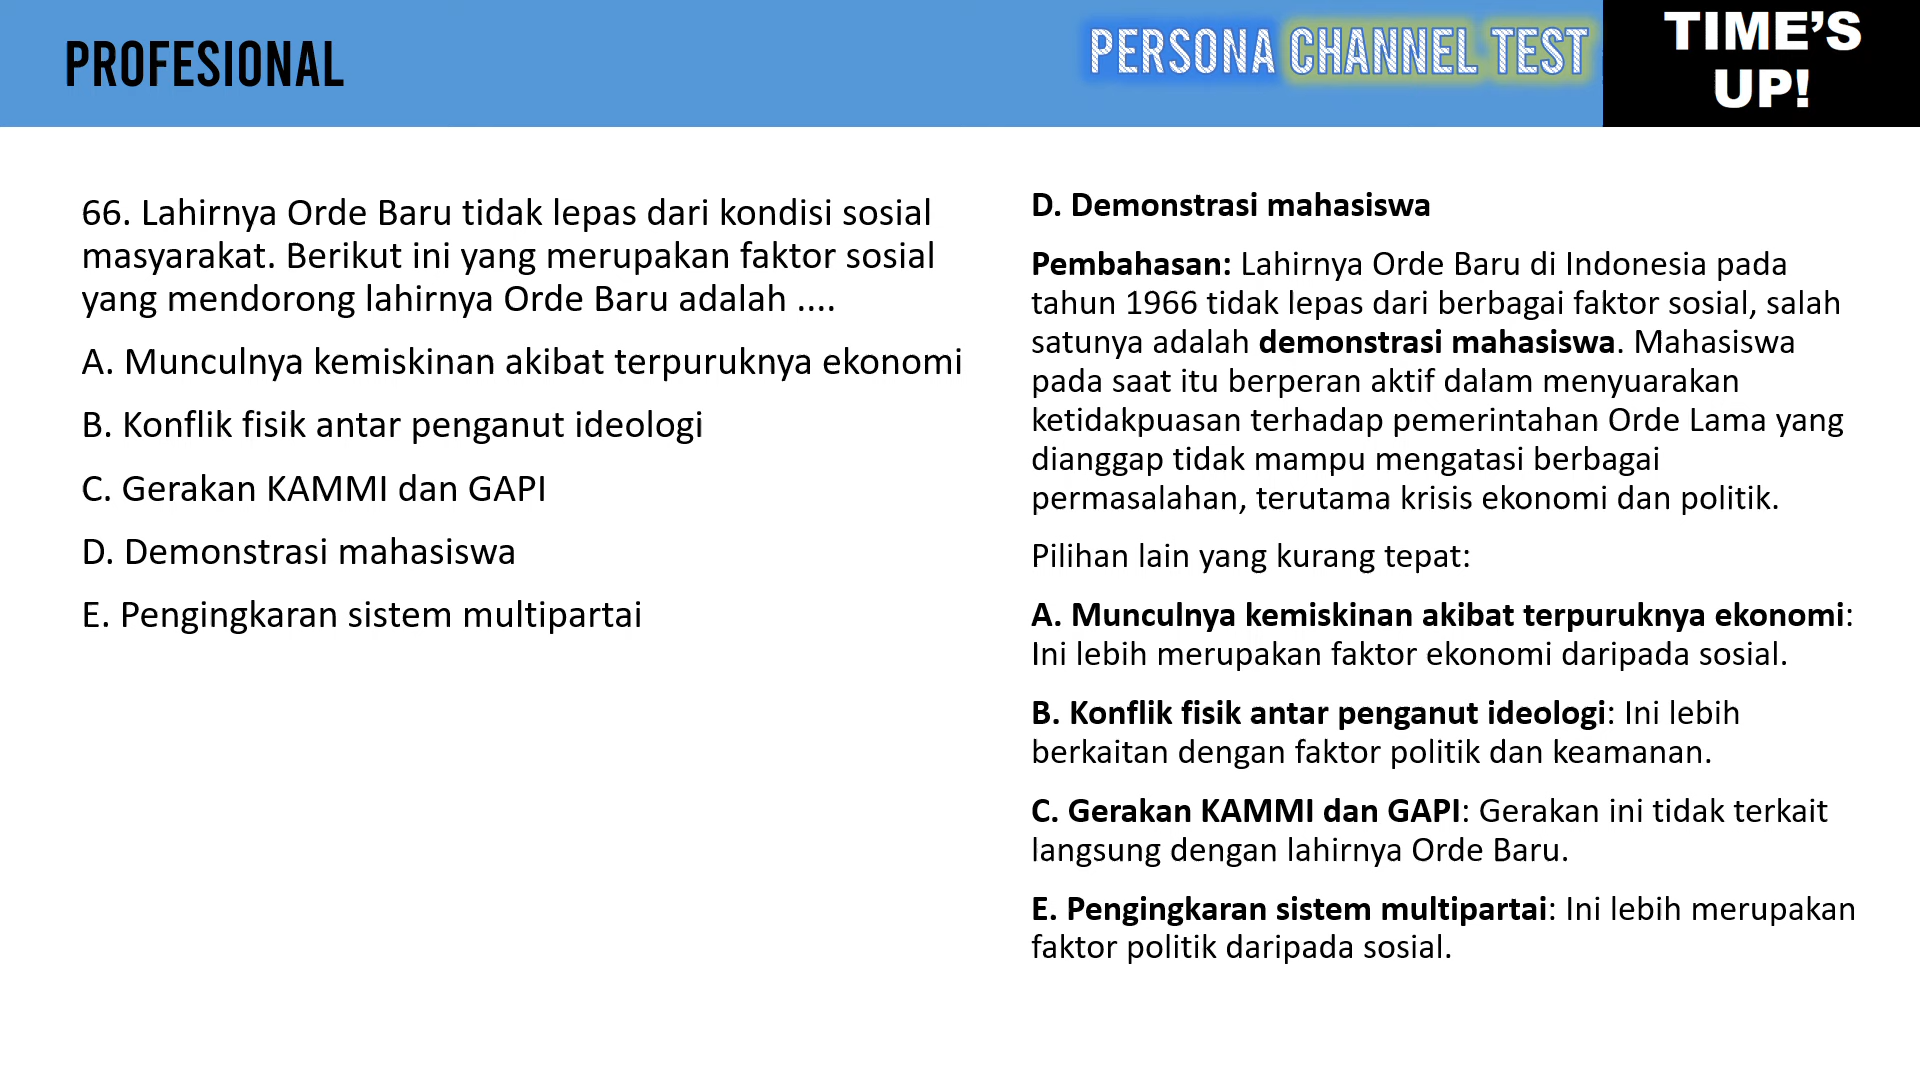 PROFESIONAL
PERSONA CHANNEL TEST
TIME'S
UP!
66. Lahirnya Orde Baru tidak lepas dari kondisi sosial
masyarakat. Berikut ini yang merupakan faktor sosial
yang mendorong lahirnya Orde Baru adalah ....
A. Munculnya kemiskinan akibat terpuruknya ekonomi
B. Konflik fisik antar penganut ideologi
C. Gerakan KAMMI dan GAPI
D. Demonstrasi mahasiswa
E. Pengingkaran sistem multipartai
D. Demonstrasi mahasiswa
Pembahasan: Lahirnya Orde Baru di Indonesia pada
tahun 1966 tidak lepas dari berbagai faktor sosial, salah
satunya adalah demonstrasi mahasiswa. Mahasiswa
pada saat itu berperan aktif dalam menyuarakan
ketidakpuasan terhadap pemerintahan Orde Lama yang
dianggap tidak mampu mengatasi berbagai
permasalahan, terutama krisis ekonomi dan politik.
Pilihan lain yang kurang tepat:
A. Munculnya kemiskinan akibat terpuruknya ekonomi:
Ini lebih merupakan faktor ekonomi daripada sosial.
B. Konflik fisik antar penganut ideologi: Ini lebih
berkaitan dengan faktor politik dan keamanan.
C. Gerakan KAMMI dan GAPI: Gerakan ini tidak terkait
langsung dengan lahirnya Orde Baru.
E. Pengingkaran sistem multipartai: Ini lebih merupakan
faktor politik daripada sosial.